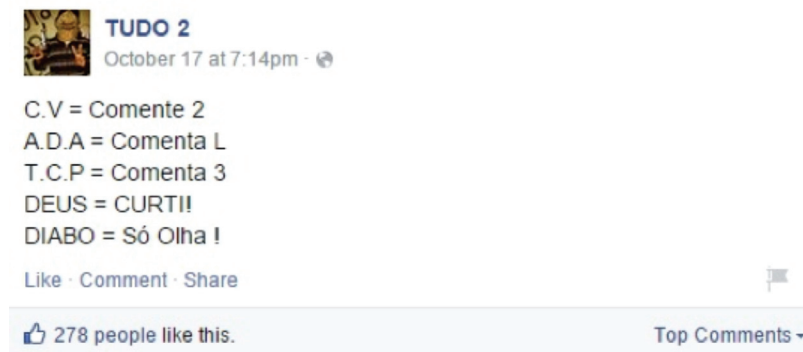 TUDO 2
October 17 at 7:14pm ·
C.V = Comente 2
A.D.A = Comenta L
T.C.P = Comenta 3
DEUS = CURTI!
DIABO = Só Olha !
Like · Comment · Share
278 people like this. Top Comments